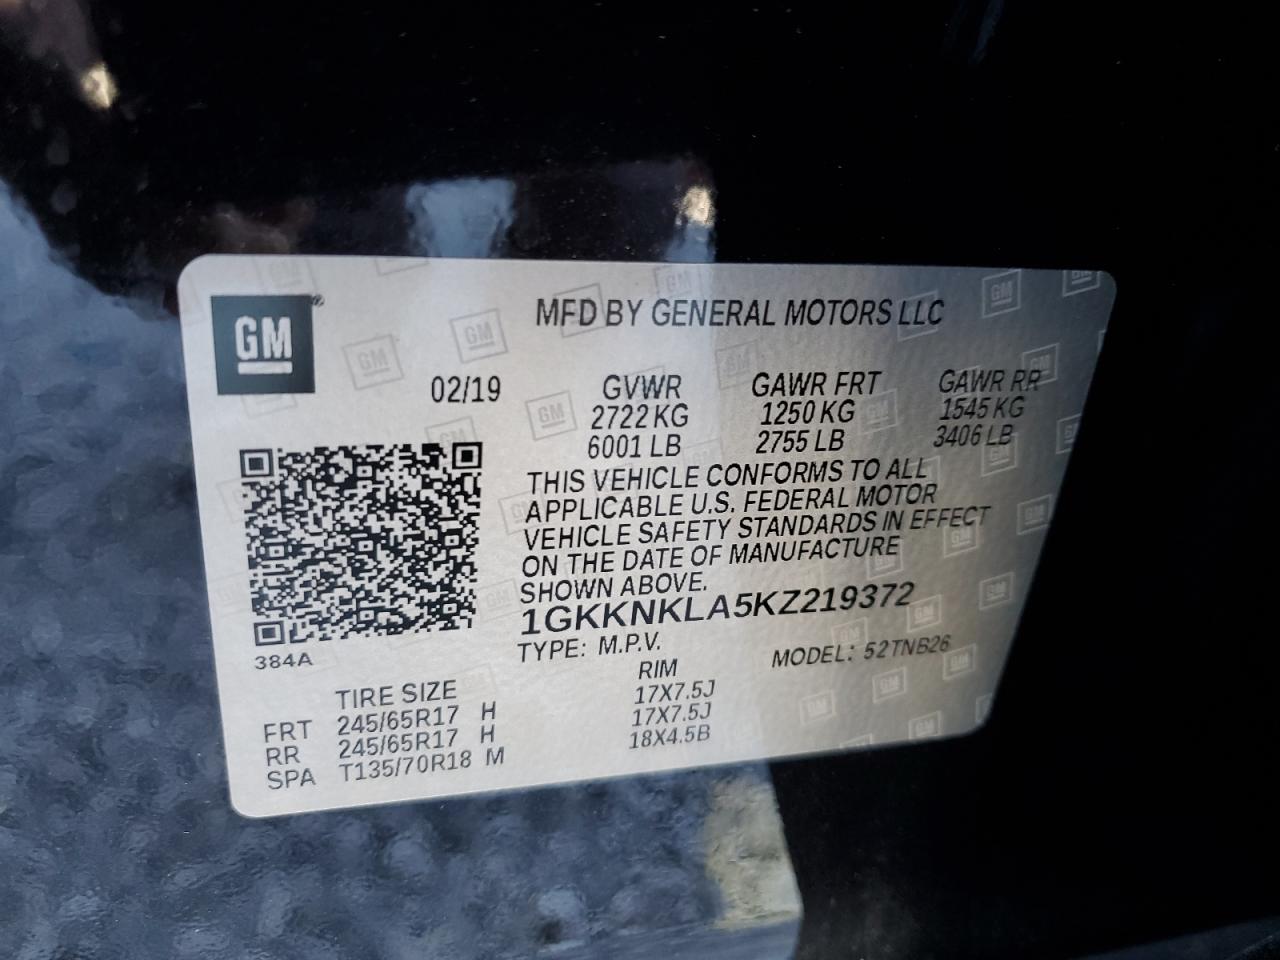 GM
MFD BY GENERAL MOTORS LLC
02/19 GVWR GAWR FRT GAWR RR
2722 KG 1250 KG 1545 KG
6001 LB 2755 LB 3406 LB
THIS VEHICLE CONFORMS TO ALL
APPLICABLE U.S. FEDERAL MOTOR
VEHICLE SAFETY STANDARDS IN EFFECT
ON THE DATE OF MANUFACTURE
SHOWN ABOVE.
1GKKNKLA5KZ219372
TYPE: M.P.V. MODEL: 52TNB26
384A
TIRE SIZE RIM
FRT 245/65R17 H 17X7.5J
RR 245/65R17 H 17X7.5J
SPA T135/70R18 M 18X4.5B